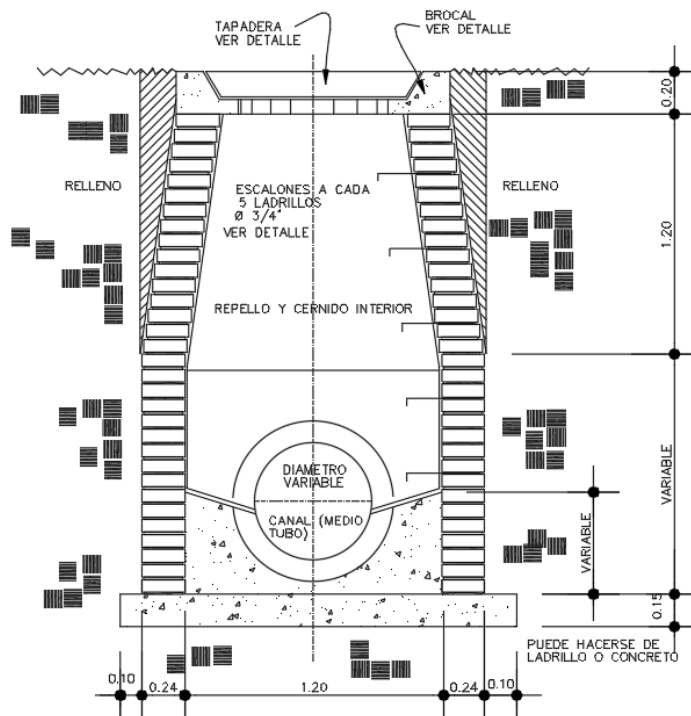 TAPADERA
VER DETALLE
BROCAL
VER DETALLE
0.20
RELLENO
ESCALONES A CADA
5 LADRILLOS
Ø 3/4"
VER DETALLE
RELLENO
1.20
REPELLO Y CERNIDO INTERIOR
DIAMETRO
VARIABLE
CANAL (MEDIO
TUBO)
VARIABLE
VARIABLE
0.15
PUEDE HACERSE DE
LADRILLO O CONCRETO
0.10
0.24
1.20
0.24
0.10